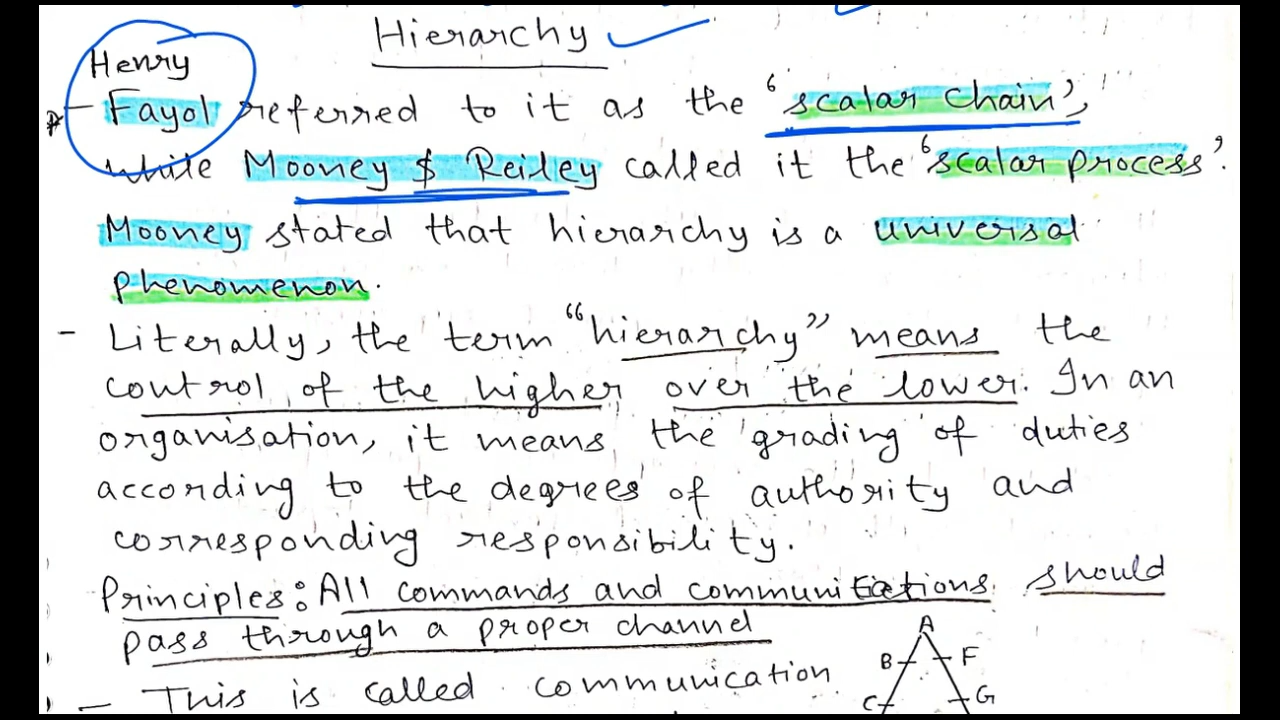 Hierarchy
Henry
- Fayol referred to it as the 'scalar chain',
while Mooney & Reiley called it the 'scalar process'.
Mooney stated that hierarchy is a universal
phenomenon.
- Literally, the term "hierarchy" means the
control of the higher over the lower. In an
organisation, it means the grading of duties
according to the degrees of authority and
corresponding responsibility.
Principles: All commands and communications should
pass through a proper channel
- This is called communication
A
B F
C G